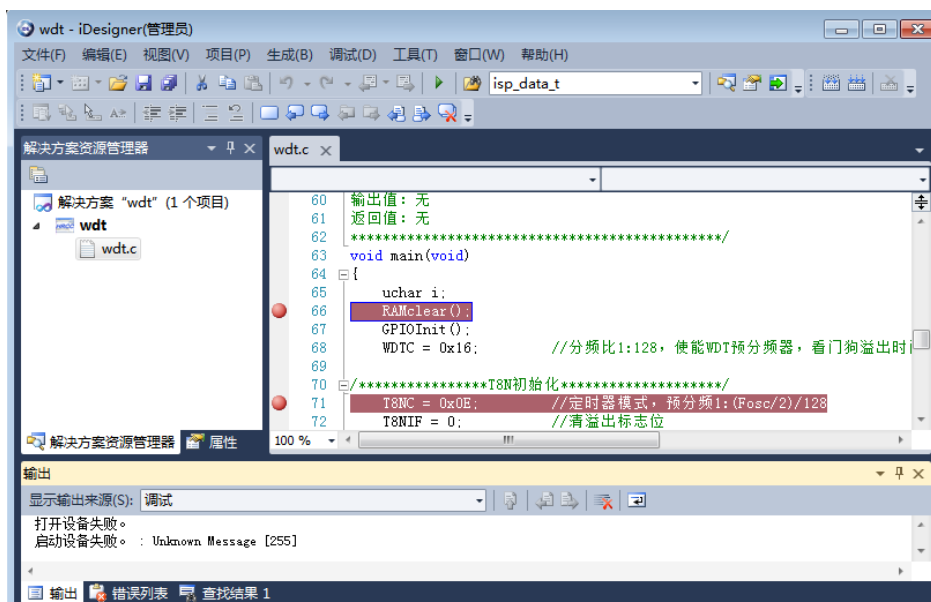 wdt - iDesigner(管理员)
文件(F) 编辑(E) 视图(V) 项目(P) 生成(B) 调试(D) 工具(T) 窗口(W) 帮助(H)
isp_data_t
解决方案资源管理器
wdt.c
解决方案 “wdt” (1 个项目)
wdt
wdt.c
60 输出值: 无
61 返回值: 无
62 **********************************************/
63 void main(void)
64 {
65 uchar i;
66 RAMclear();
67 GPIOInit();
68 WDTC = 0x16; //分频比1:128, 使能WDT预分频器, 看门狗溢出时
69
70 /****************T8N初始化********************/
71 T8NC = 0x0E; //定时器模式, 预分频1:(Fosc/2)/128
72 T8NIF = 0; //清溢出标志位
100 %
解决方案资源管理器 属性
输出
显示输出来源(S): 调试
打开设备失败。
启动设备失败。 : Unknown Message [255]
输出 错误列表 查找结果 1